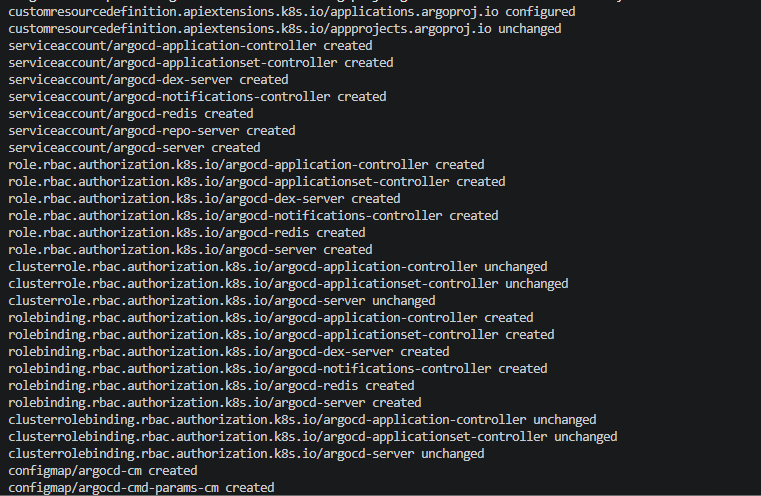 customresourcedefinition.apiextensions.k8s.io/applications.argoproj.io configured
customresourcedefinition.apiextensions.k8s.io/appprojects.argoproj.io unchanged
serviceaccount/argocd-application-controller created
serviceaccount/argocd-applicationset-controller created
serviceaccount/argocd-dex-server created
serviceaccount/argocd-notifications-controller created
serviceaccount/argocd-redis created
serviceaccount/argocd-repo-server created
serviceaccount/argocd-server created
role.rbac.authorization.k8s.io/argocd-application-controller created
role.rbac.authorization.k8s.io/argocd-applicationset-controller created
role.rbac.authorization.k8s.io/argocd-dex-server created
role.rbac.authorization.k8s.io/argocd-notifications-controller created
role.rbac.authorization.k8s.io/argocd-redis created
role.rbac.authorization.k8s.io/argocd-server created
clusterrole.rbac.authorization.k8s.io/argocd-application-controller unchanged
clusterrole.rbac.authorization.k8s.io/argocd-applicationset-controller unchanged
clusterrole.rbac.authorization.k8s.io/argocd-server unchanged
rolebinding.rbac.authorization.k8s.io/argocd-application-controller created
rolebinding.rbac.authorization.k8s.io/argocd-applicationset-controller created
rolebinding.rbac.authorization.k8s.io/argocd-dex-server created
rolebinding.rbac.authorization.k8s.io/argocd-notifications-controller created
rolebinding.rbac.authorization.k8s.io/argocd-redis created
rolebinding.rbac.authorization.k8s.io/argocd-server created
clusterrolebinding.rbac.authorization.k8s.io/argocd-application-controller unchanged
clusterrolebinding.rbac.authorization.k8s.io/argocd-applicationset-controller unchanged
clusterrolebinding.rbac.authorization.k8s.io/argocd-server unchanged
configmap/argocd-cm created
configmap/argocd-cmd-params-cm created